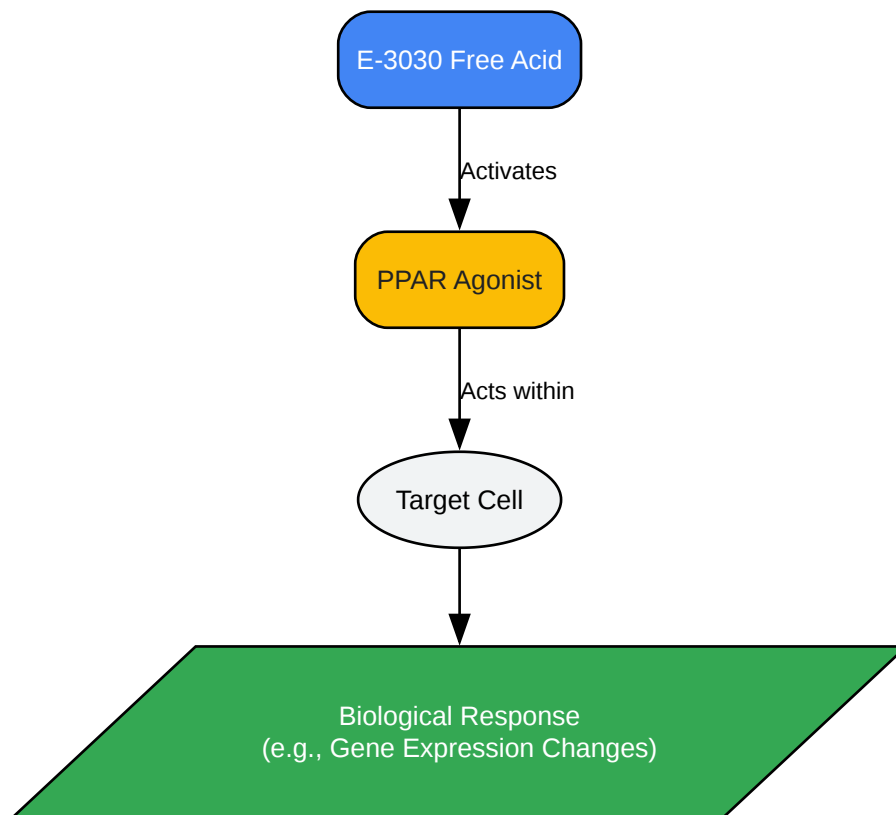 E-3030 Free Acid
Activates
PPAR Agonist
Acts within
Target Cell
Biological Response
(e.g., Gene Expression Changes)